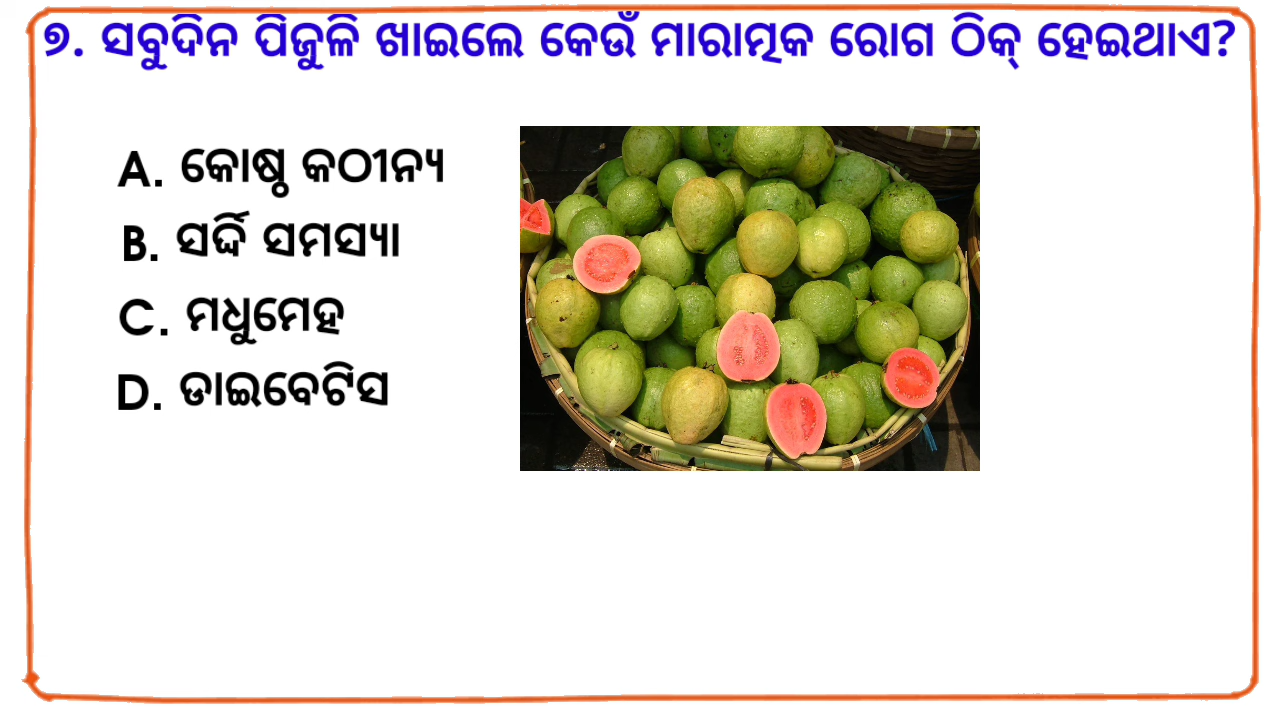 ୭. ସବୁଦିନ ପିଜୁଳି ଖାଇଲେ କେଉଁ ମାରାତ୍ମକ ରୋଗ ଠିକ୍ ହେଇଥାଏ?
A. କୋଷ୍ଠ କଠୀନ୍ୟ
B. ସର୍ଦ୍ଦି ସମସ୍ୟା
C. ମଧୁମେହ
D. ଡାଇବେଟିସ